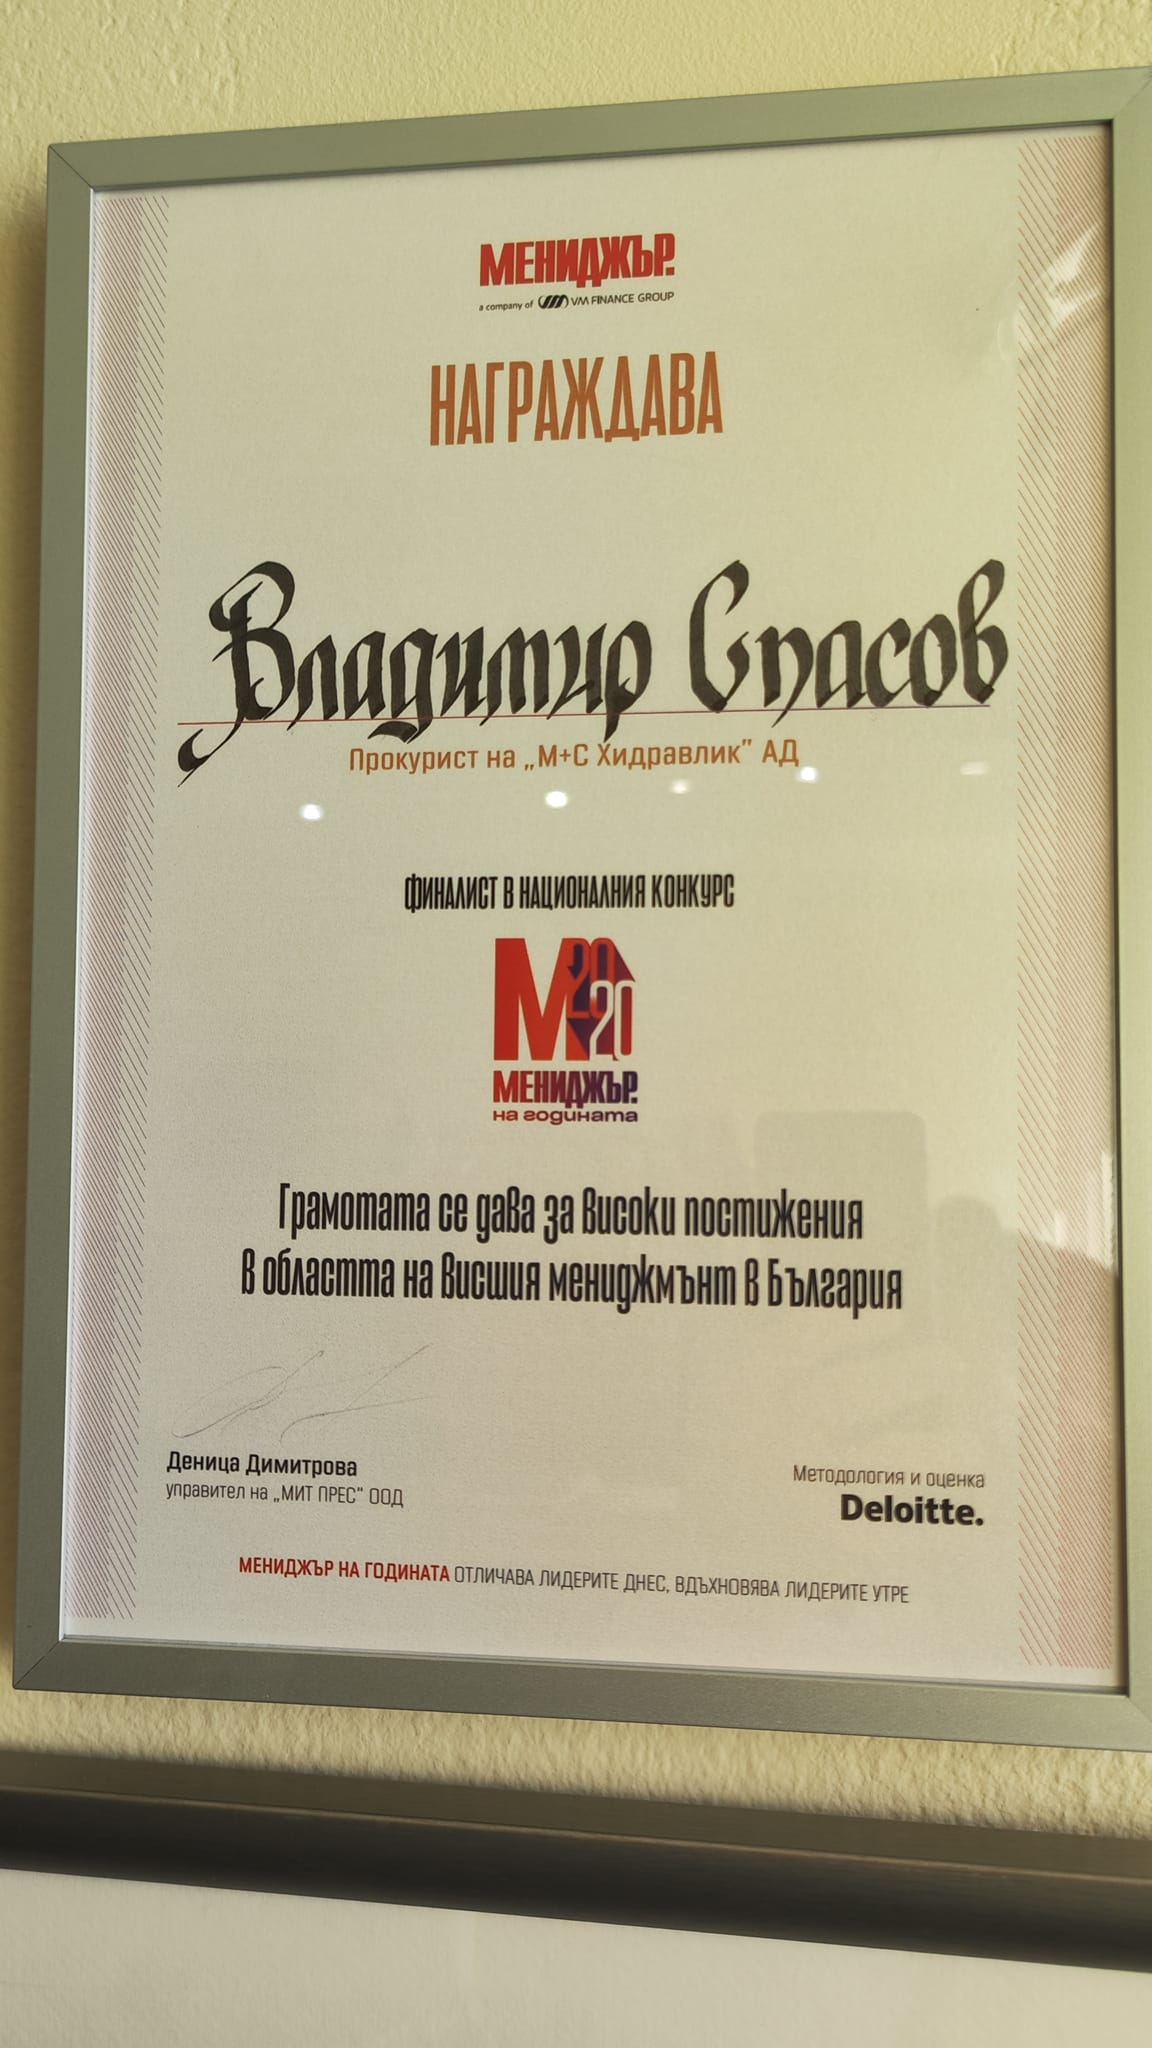 МЕНИДЖЪР.
a company of VM FINANCE GROUP
НАГРАЖДАВА
Владимир Спасов
Прокурист на „М+С Хидравлик” АД
ФИНАЛИСТ В НАЦИОНАЛНИЯ КОНКУРС
М 2020
МЕНИДЖЪР.
на годината
Грамотата се дава за високи постижения
в областта на висшия мениджмънт в България
Деница Димитрова
управител на „МИТ ПРЕС“ ООД
Методология и оценка
Deloitte.
МЕНИДЖЪР НА ГОДИНАТА ОТЛИЧАВА ЛИДЕРИТЕ ДНЕС, ВДЪХНОВЯВА ЛИДЕРИТЕ УТРЕ